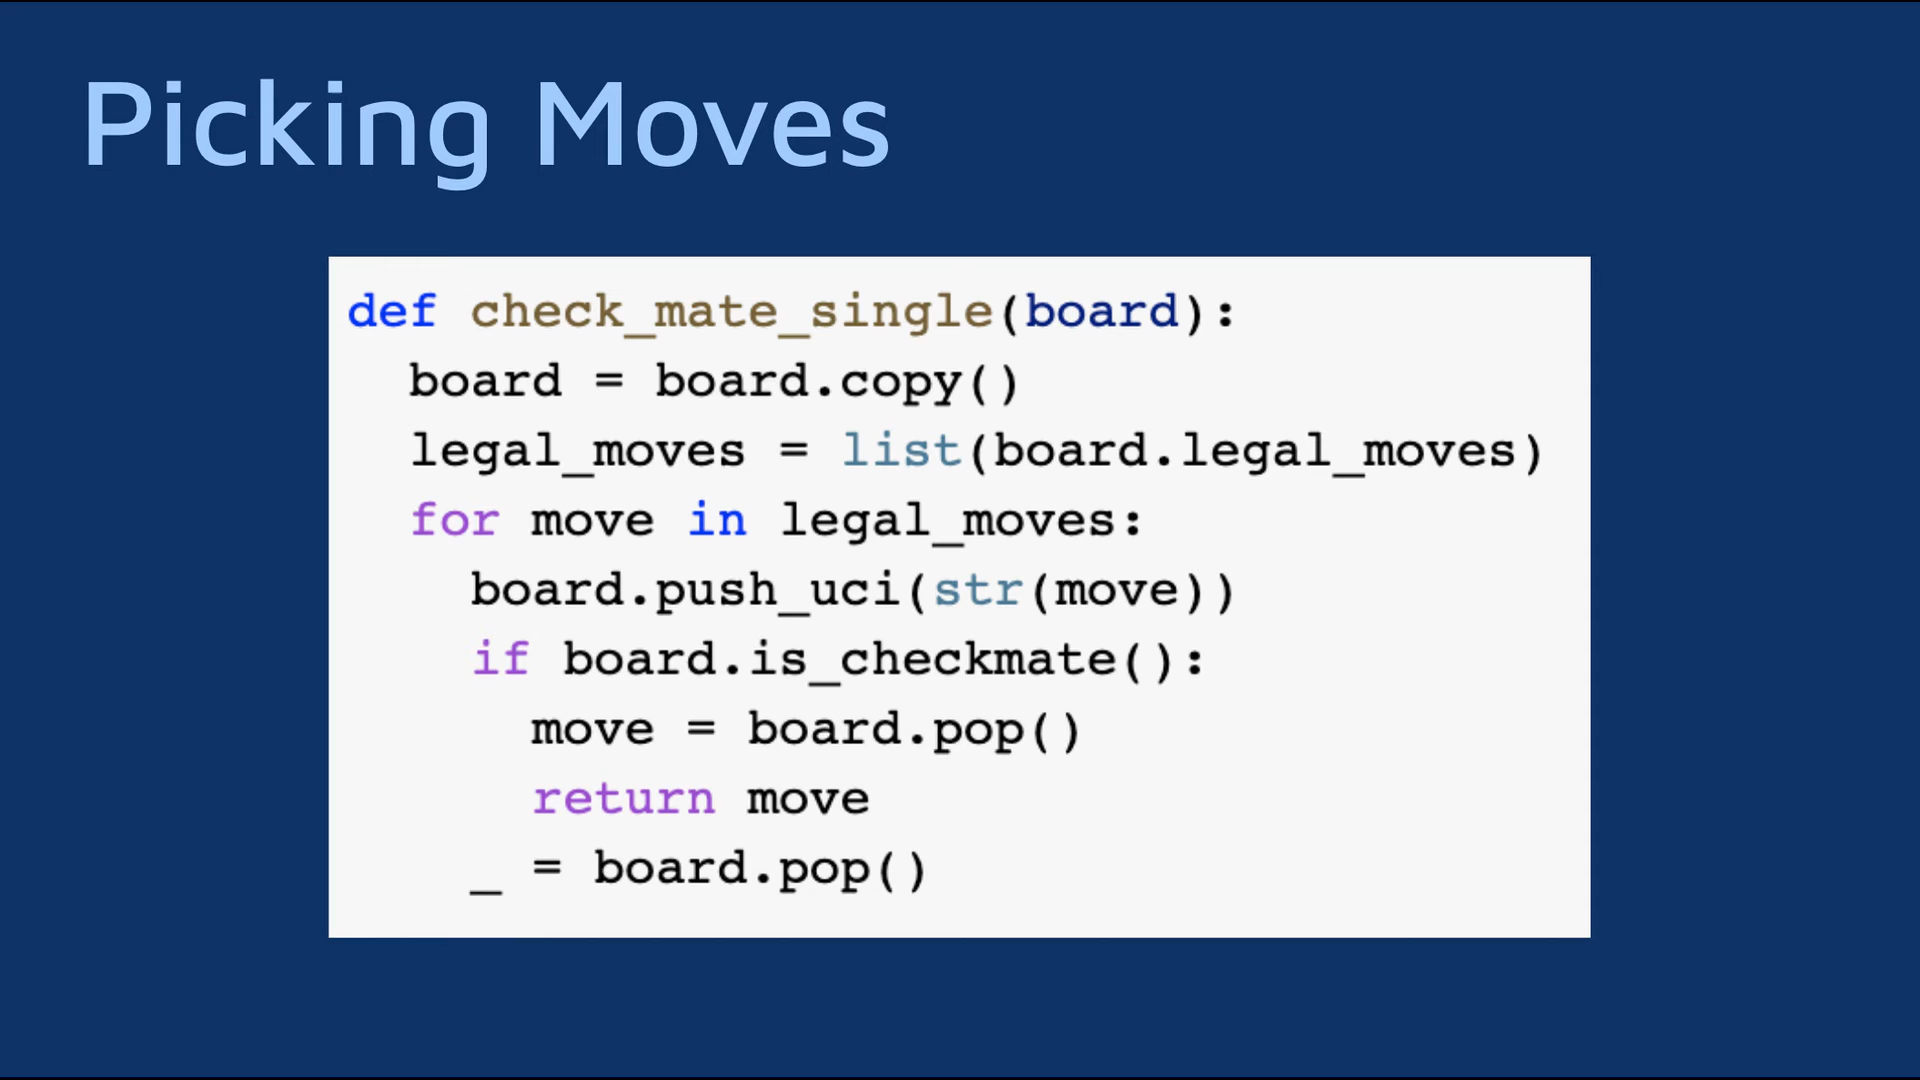 Picking Moves
def check_mate_single(board):
board = board.copy()
legal_moves = list(board.legal_moves)
for move in legal_moves:
board.push_uci(str(move))
if board.is_checkmate():
move = board.pop()
return move
_ = board.pop()